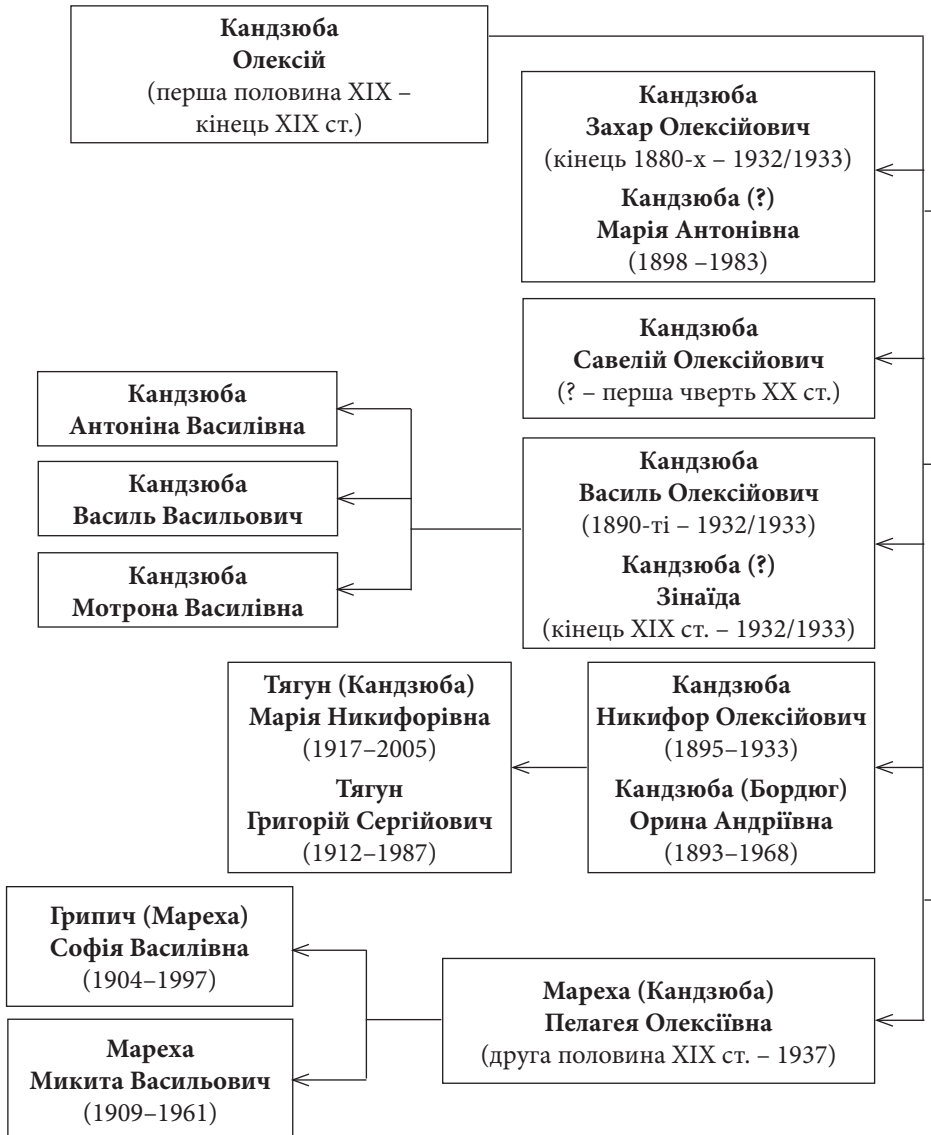 Кандзюба
Олексій
(перша половина XIX –
кінець XIX ст.)
Кандзюба
Захар Олексійович
(кінець 1880-х – 1932/1933)
Кандзюба (?)
Марія Антонівна
(1898 –1983)
Кандзюба
Савелій Олексійович
(? – перша чверть XX ст.)
Кандзюба
Антоніна Василівна
Кандзюба
Василь Васильович
Кандзюба
Мотрона Василівна
Кандзюба
Василь Олексійович
(1890-ті – 1932/1933)
Кандзюба (?)
Зінаїда
(кінець XIX ст. – 1932/1933)
Тягун (Кандзюба)
Марія Никифорівна
(1917–2005)
Тягун
Григорій Сергійович
(1912–1987)
Кандзюба
Никифор Олексійович
(1895–1933)
Кандзюба (Бордюг)
Орина Андріївна
(1893–1968)
Грипич (Мареха)
Софія Василівна
(1904–1997)
Мареха
Микита Васильович
(1909–1961)
Мареха (Кандзюба)
Пелагея Олексіївна
(друга половина XIX ст. – 1937)